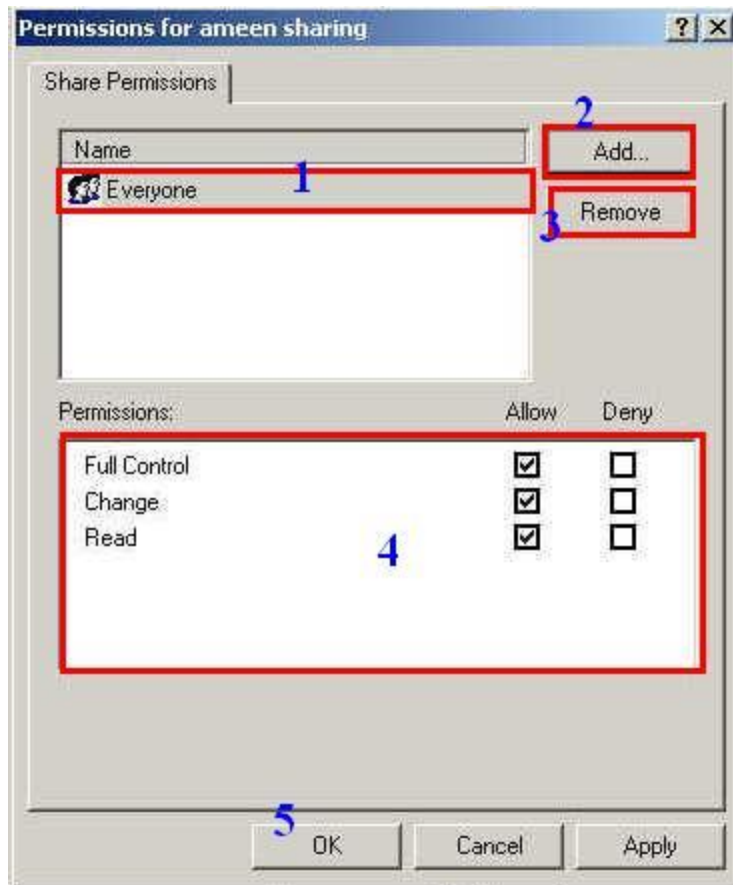 Permissions for ameen sharing ? ×
Share Permissions
2
Name Add...
Everyone 1
3 Remove
Permissions: Allow Deny
Full Control
Change
Read
4
5
OK Cancel Apply